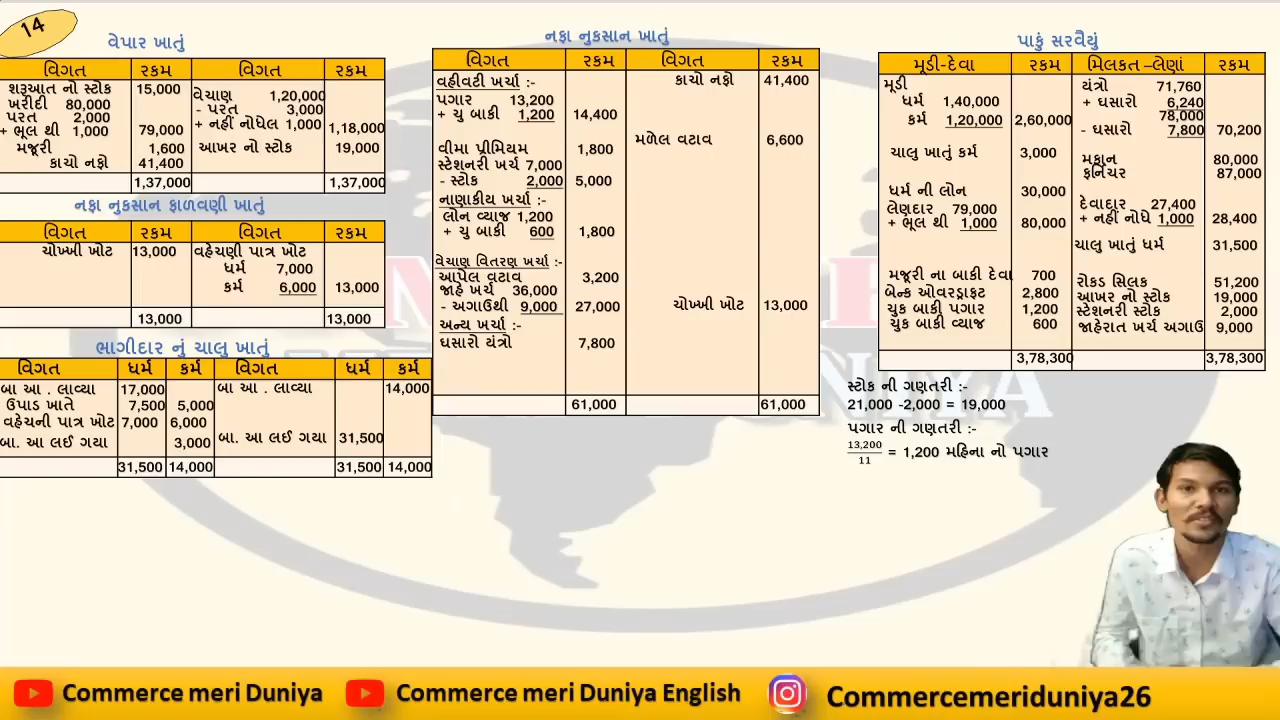 14
વેપાર ખાતું
વિગત રકમ વિગત રકમ
શરૂઆત નો સ્ટોક 15,000
ખરીદી 80,000
પરત 2,000
+ ભૂલ થી 1,000 79,000
મજૂરી 1,600
કાચો નફો 41,400
1,37,000
વેચાણ 1,20,000
- પરત 3,000
+ નહીં નોધેલ 1,000 1,18,000
આખર નો સ્ટોક 19,000
1,37,000
નફા નુકસાન ફાળવણી ખાતું
વિગત રકમ વિગત રકમ
ચોખ્ખી ખોટ 13,000 વહેચણી પાત્ર ખોટ
ધર્મ 7,000
કર્મ 6,000 13,000
13,000 13,000
ભાગીદાર નું ચાલુ ખાતું
વિગત ધર્મ કર્મ વિગત ધર્મ કર્મ
બા આ . લાવ્યા 17,000 બા આ . લાવ્યા 14,000
ઉપાડ ખાતે 7,500 5,000
વહેચની પાત્ર ખોટ 7,000 6,000
બા. આ લઈ ગયા 3,000 બા. આ લઈ ગયા 31,500
31,500 14,000 31,500 14,000
નફા નુકસાન ખાતું
વિગત રકમ વિગત રકમ
વહીવટી ખર્ચા :-
પગાર 13,200
+ ચુ બાકી 1,200 14,400
વીમા પ્રીમિયમ 1,800
સ્ટેશનરી ખર્ચ 7,000
- સ્ટોક 2,000 5,000
નાણાકીય ખર્ચા :-
લોન વ્યાજ 1,200
+ ચુ બાકી 600 1,800
વેચાણ વિતરણ ખર્ચા :-
આપેલ વટાવ 3,200
જાહે ખર્ચ 36,000
- અગાઉથી 9,000 27,000
અન્ય ખર્ચા :-
ઘસારો યંત્રો 7,800
61,000
કાચો નફો 41,400
મળેલ વટાવ 6,600
ચોખ્ખી ખોટ 13,000
61,000
પાકું સરવૈયું
મૂડી-દેવા રકમ મિલકત –લેણાં રકમ
મૂડી
ધર્મ 1,40,000
કર્મ 1,20,000 2,60,000
ચાલુ ખાતું કર્મ 3,000
ધર્મ ની લોન 30,000
લેણદાર 79,000
+ ભૂલ થી 1,000 80,000
મજૂરી ના બાકી દેવા 700
બેન્ક ઓવરડ્રાફટ 2,800
ચુક બાકી પગાર 1,200
ચુક બાકી વ્યાજ 600
3,78,300
યંત્રો 71,760
+ ઘસારો 6,240
78,000
- ઘસારો 7,800 70,200
મકાન 80,000
ફર્નિચર 87,000
દેવાદાર 27,400
+ નહીં નોધે 1,000 28,400
ચાલુ ખાતું ધર્મ 31,500
રોકડ સિલક 51,200
આખર નો સ્ટોક 19,000
સ્ટેશનરી સ્ટોક 2,000
જાહેરાત ખર્ચ અગાઉ 9,000
3,78,300
સ્ટોક ની ગણતરી :-
21,000 -2,000 = 19,000
પગાર ની ગણતરી :-
13,200
11
= 1,200 મહિના નો પગાર
Commerce meri Duniya
Commerce meri Duniya English
Commercemeriduniya26